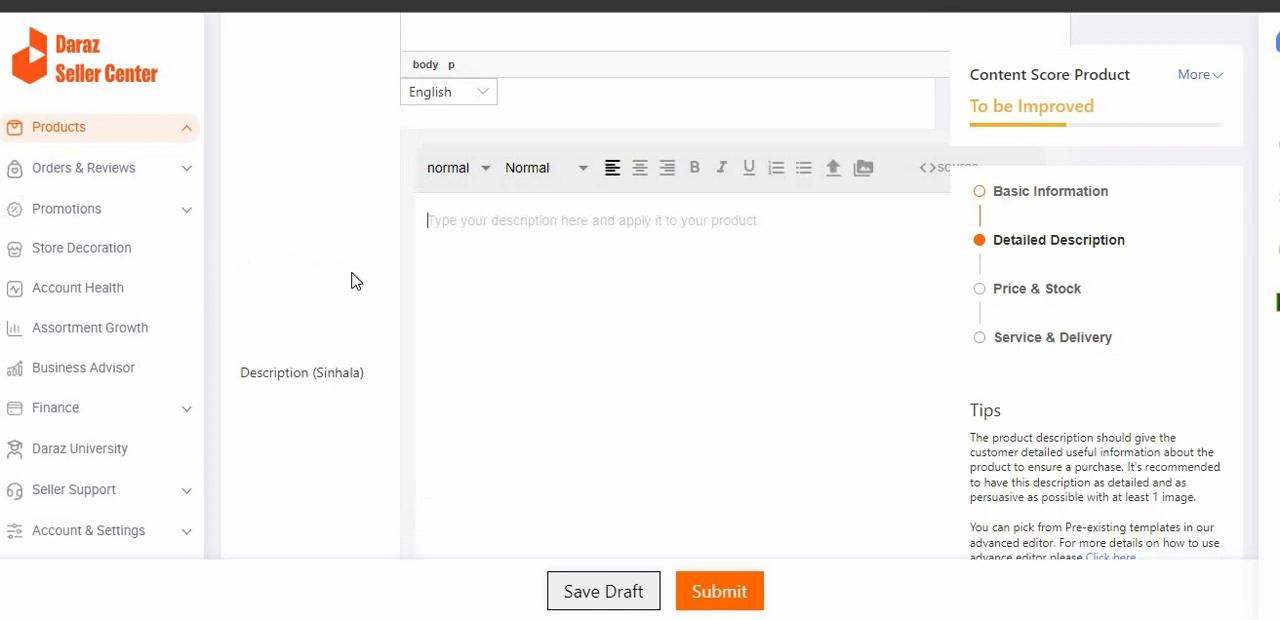 Daraz
Seller Center
Products
Orders & Reviews
Promotions
Store Decoration
Account Health
Assortment Growth
Business Advisor
Finance
Daraz University
Seller Support
Account & Settings
body p
English
normal Normal B I U <>source
Type your description here and apply it to your product
Description (Sinhala)
Content Score Product More
To be Improved
Basic Information
Detailed Description
Price & Stock
Service & Delivery
Tips
The product description should give the
customer detailed useful information about the
product to ensure a purchase. It's recommended
to have this description as detailed and as
persuasive as possible with at least 1 image.
You can pick from Pre-existing templates in our
advanced editor. For more details on how to use
advance editor please Click here
Save Draft Submit